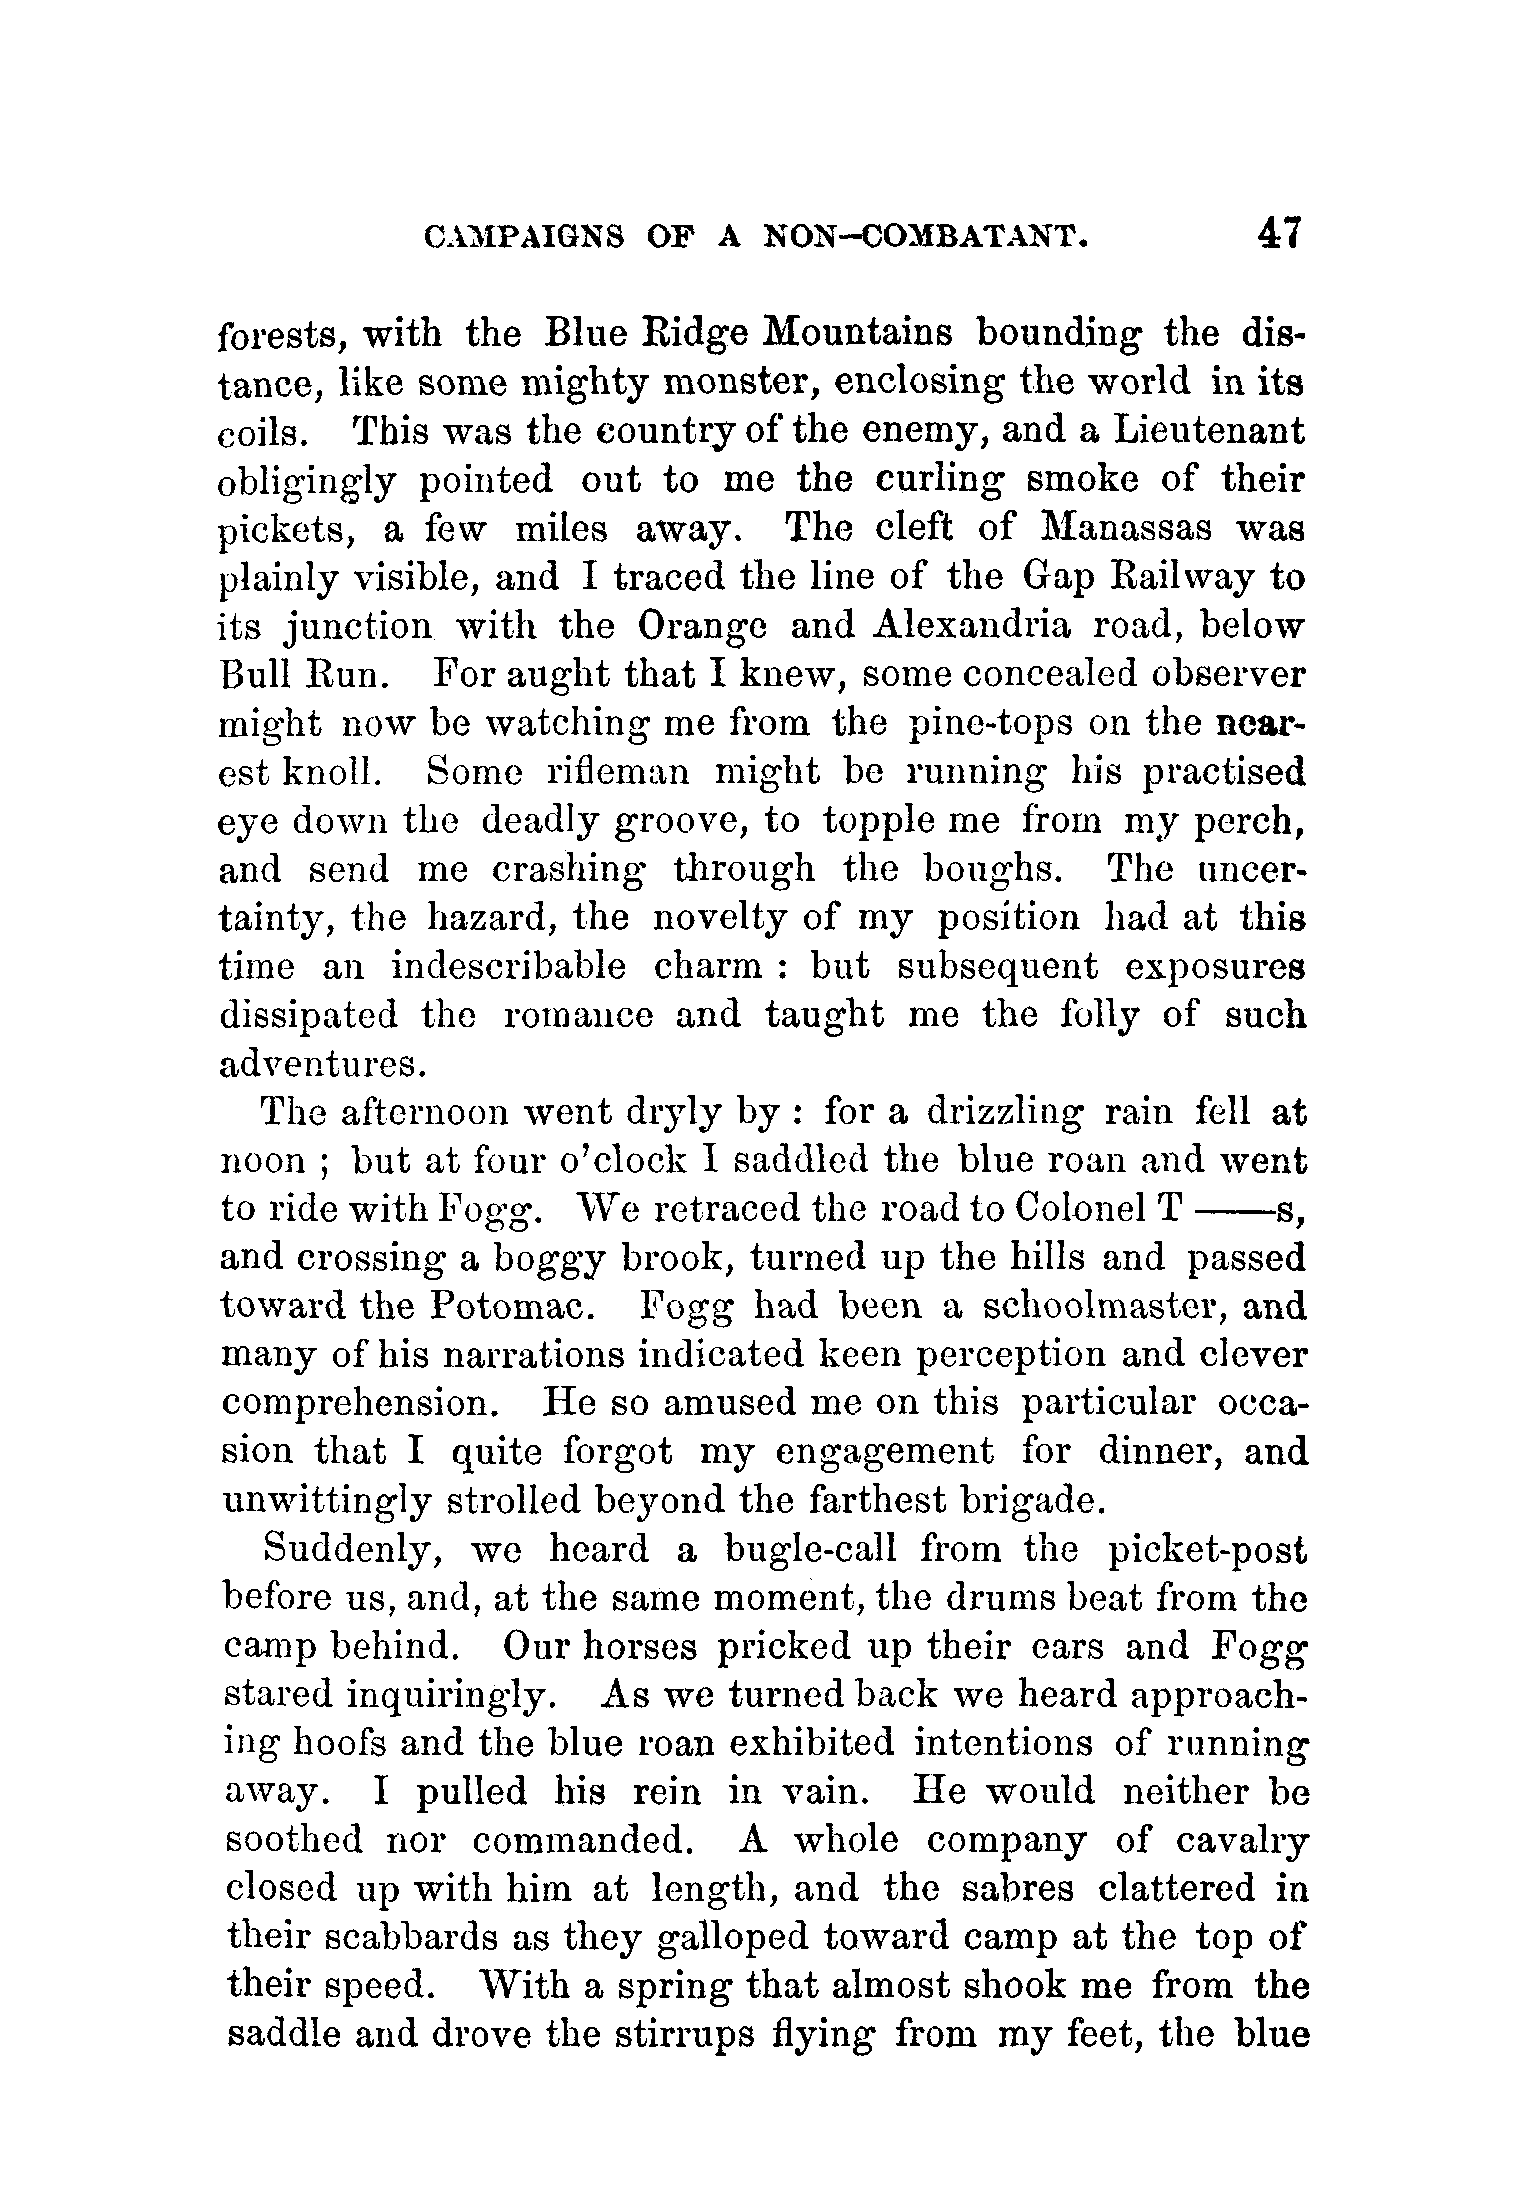 CAMPAIGNS OF A NON-COMBATANT. 47
forests, with the Blue Ridge Mountains bounding the dis-
tance, like some mighty monster, enclosing the world in its
coils. This was the country of the enemy, and a Lieutenant
obligingly pointed out to me the curling smoke of their
pickets, a few miles away. The cleft of Manassas was
plainly visible, and I traced the line of the Gap Railway to
its junction with the Orange and Alexandria road, below
Bull Run. For aught that I knew, some concealed observer
might now be watching me from the pine-tops on the near-
est knoll. Some rifleman might be running his practised
eye down the deadly groove, to topple me from my perch,
and send me crashing through the boughs. The uncer-
tainty, the hazard, the novelty of my position had at this
time an indescribable charm : but subsequent exposures
dissipated the romance and taught me the folly of such
adventures.
The afternoon went dryly by : for a drizzling rain fell at
noon ; but at four o'clock I saddled the blue roan and went
to ride with Fogg. We retraced the road to Colonel T ——s,
and crossing a boggy brook, turned up the hills and passed
toward the Potomac. Fogg had been a schoolmaster, and
many of his narrations indicated keen perception and clever
comprehension. He so amused me on this particular occa-
sion that I quite forgot my engagement for dinner, and
unwittingly strolled beyond the farthest brigade.
Suddenly, we heard a bugle-call from the picket-post
before us, and, at the same moment, the drums beat from the
camp behind. Our horses pricked up their ears and Fogg
stared inquiringly. As we turned back we heard approach-
ing hoofs and the blue roan exhibited intentions of running
away. I pulled his rein in vain. He would neither be
soothed nor commanded. A whole company of cavalry
closed up with him at length, and the sabres clattered in
their scabbards as they galloped toward camp at the top of
their speed. With a spring that almost shook me from the
saddle and drove the stirrups flying from my feet, the blue